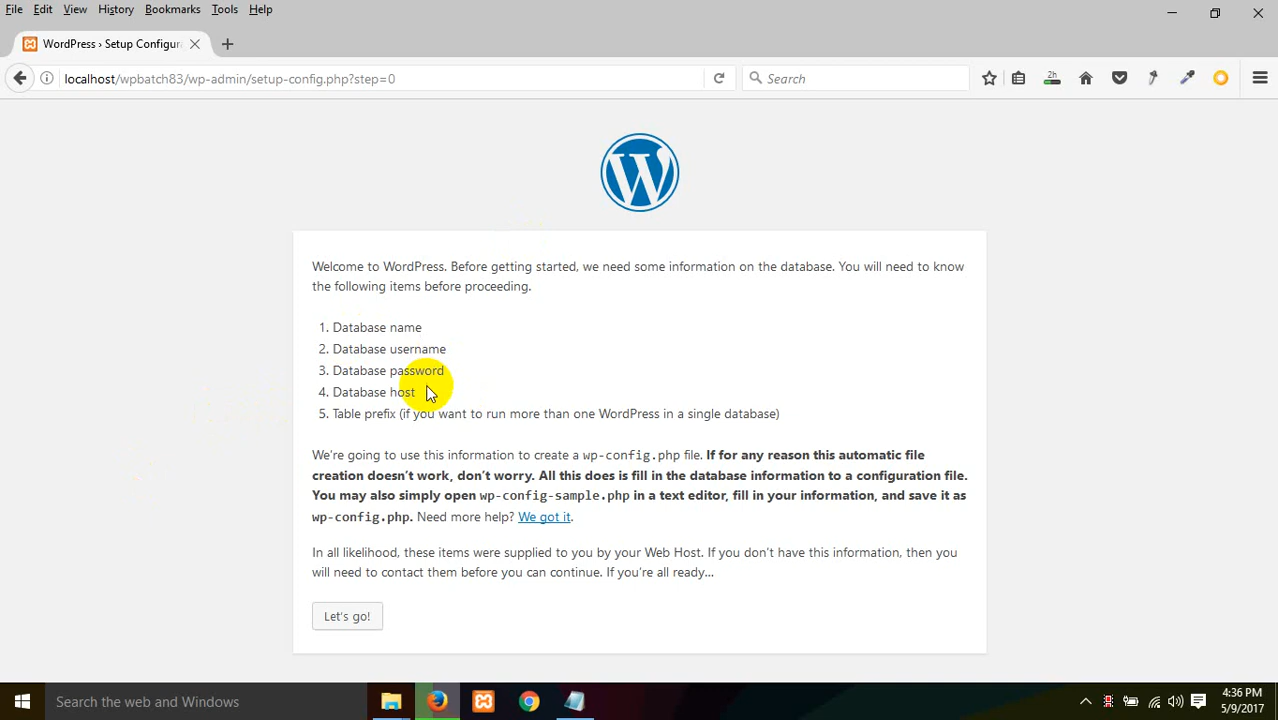 File Edit View History Bookmarks Tools Help
WordPress › Setup Configura
localhost/wpbatch83/wp-admin/setup-config.php?step=0
Search
2h
Welcome to WordPress. Before getting started, we need some information on the database. You will need to know
the following items before proceeding.
1. Database name
2. Database username
3. Database password
4. Database host
5. Table prefix (if you want to run more than one WordPress in a single database)
We’re going to use this information to create a wp-config.php file. If for any reason this automatic file
creation doesn’t work, don’t worry. All this does is fill in the database information to a configuration file.
You may also simply open wp-config-sample.php in a text editor, fill in your information, and save it as
wp-config.php. Need more help? We got it.
In all likelihood, these items were supplied to you by your Web Host. If you don’t have this information, then you
will need to contact them before you can continue. If you’re all ready…
Let’s go!
Search the web and Windows
4:36 PM
5/9/2017